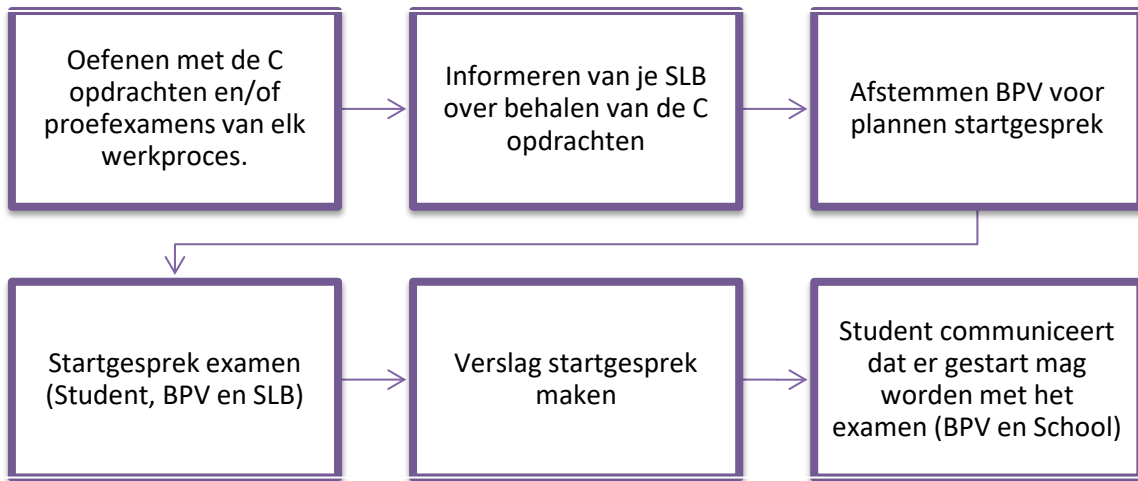 Oefenen met de C
opdrachten en/of
proefexamens van elk
werkproces.
Informeren van je SLB
over behalen van de C
opdrachten
Afstemmen BPV voor
plannen startgesprek
Startgesprek examen
(Student, BPV en SLB)
Verslag startgesprek
maken
Student communiceert
dat er gestart mag
worden met het
examen (BPV en School)